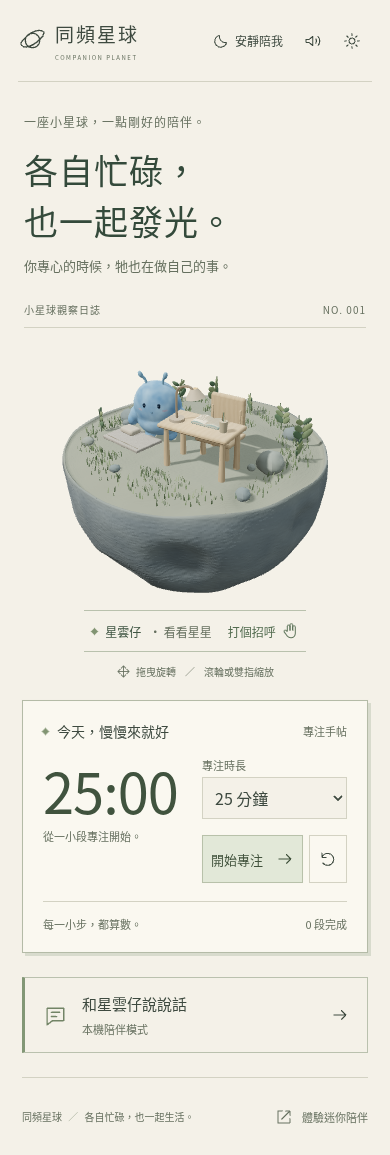 同頻星球
COMPANION PLANET
安靜陪我
一座小星球，一點剛好的陪伴。
各自忙碌，
也一起發光。
你專心的時候，牠也在做自己的事。
小星球觀察日誌
NO. 001
星雲仔 · 看看星星 打個招呼
拖曳旋轉 ／ 滾輪或雙指縮放
今天，慢慢來就好
專注手帖
25:00
從一小段專注開始。
專注時長
25 分鐘
開始專注
每一小步，都算數。
0 段完成
和星雲仔說說話
本機陪伴模式
同頻星球 ／ 各自忙碌，也一起生活。
體驗迷你陪伴